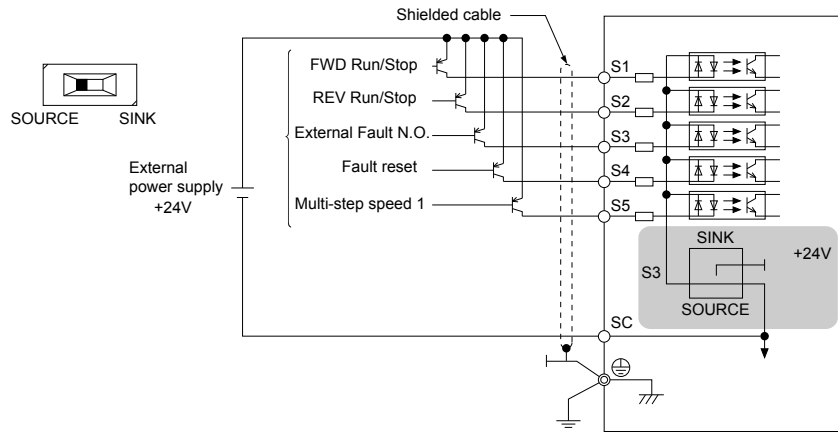 Shielded cable
SOURCE SINK
External
power supply
+24V
FWD Run/Stop
REV Run/Stop
External Fault N.O.
Fault reset
Multi-step speed 1
S1
S2
S3
S4
S5
SINK
+24V
S3
SOURCE
SC